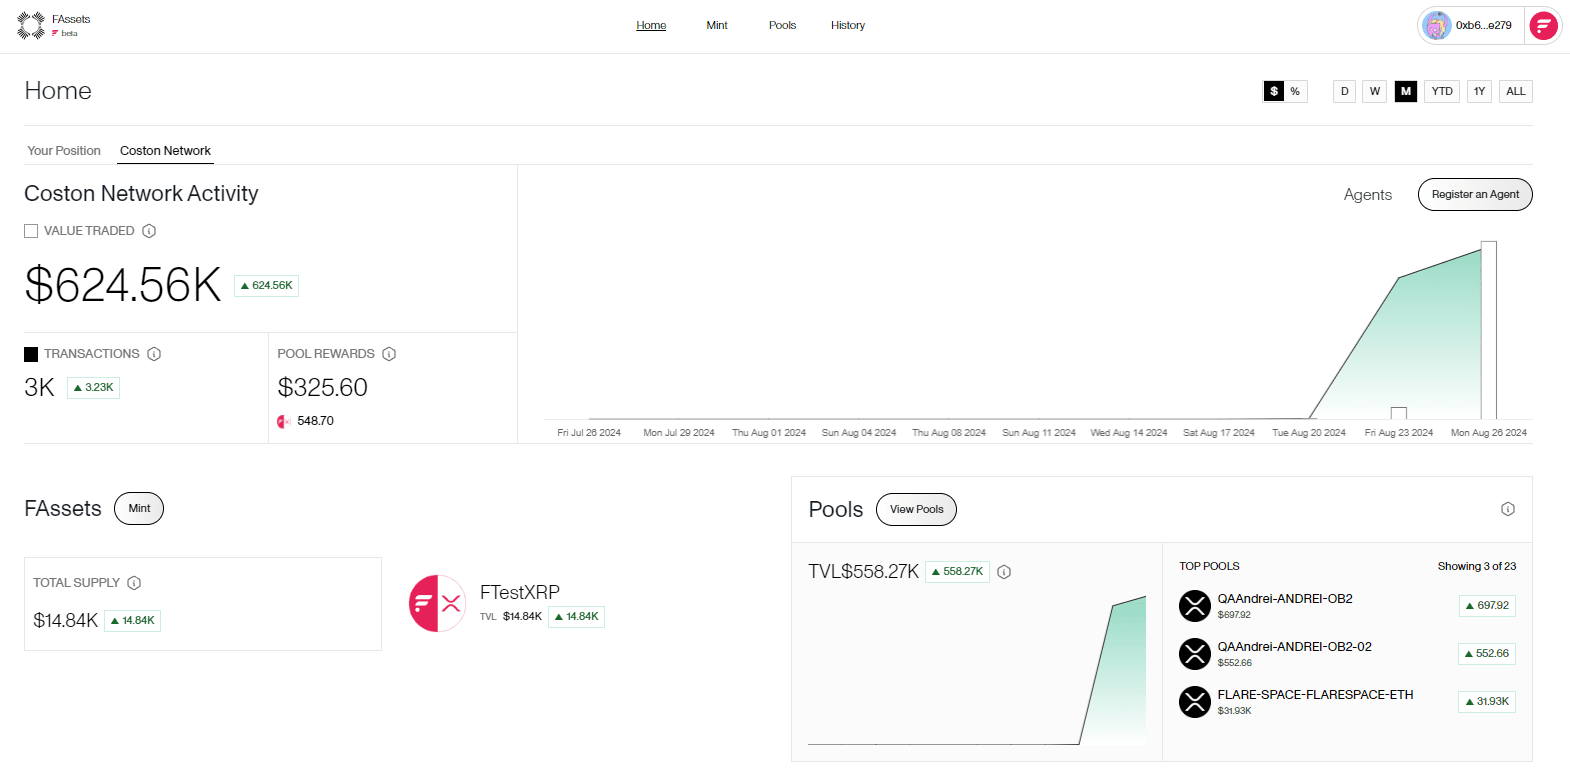 FAssets
beta
Home
Mint
Pools
History
0xb6...e279
Home
$
%
D
W
M
YTD
1Y
ALL
Your Position
Coston Network
Coston Network Activity
VALUE TRADED
$624.56K
624.56K
TRANSACTIONS
3K
3.23K
POOL REWARDS
$325.60
548.70
Agents
Register an Agent
Fri Jul 26 2024
Mon Jul 29 2024
Thu Aug 01 2024
Sun Aug 04 2024
Thu Aug 08 2024
Sun Aug 11 2024
Wed Aug 14 2024
Sat Aug 17 2024
Tue Aug 20 2024
Fri Aug 23 2024
Mon Aug 26 2024
FAssets
Mint
TOTAL SUPPLY
$14.84K
14.84K
FTestXRP
TVL $14.84K
14.84K
Pools
View Pools
TVL$558.27K
558.27K
TOP POOLS
Showing 3 of 23
QAAndrei-ANDREI-OB2
$697.92
697.92
QAAndrei-ANDREI-OB2-02
$552.66
552.66
FLARE-SPACE-FLARESPACE-ETH
$31.93K
31.93K